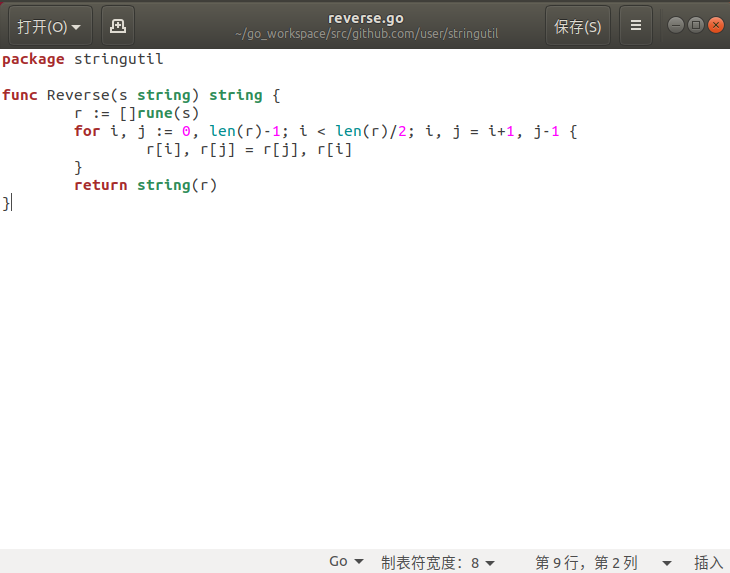 打开(O)
reverse.go
~/go_workspace/src/github.com/user/stringutil
保存(S)
package stringutil
func Reverse(s string) string {
        r := []rune(s)
        for i, j := 0, len(r)-1; i < len(r)/2; i, j = i+1, j-1 {
                r[i], r[j] = r[j], r[i]
        }
        return string(r)
}
Go 制表符宽度：8 第 9 行，第 2 列 插入